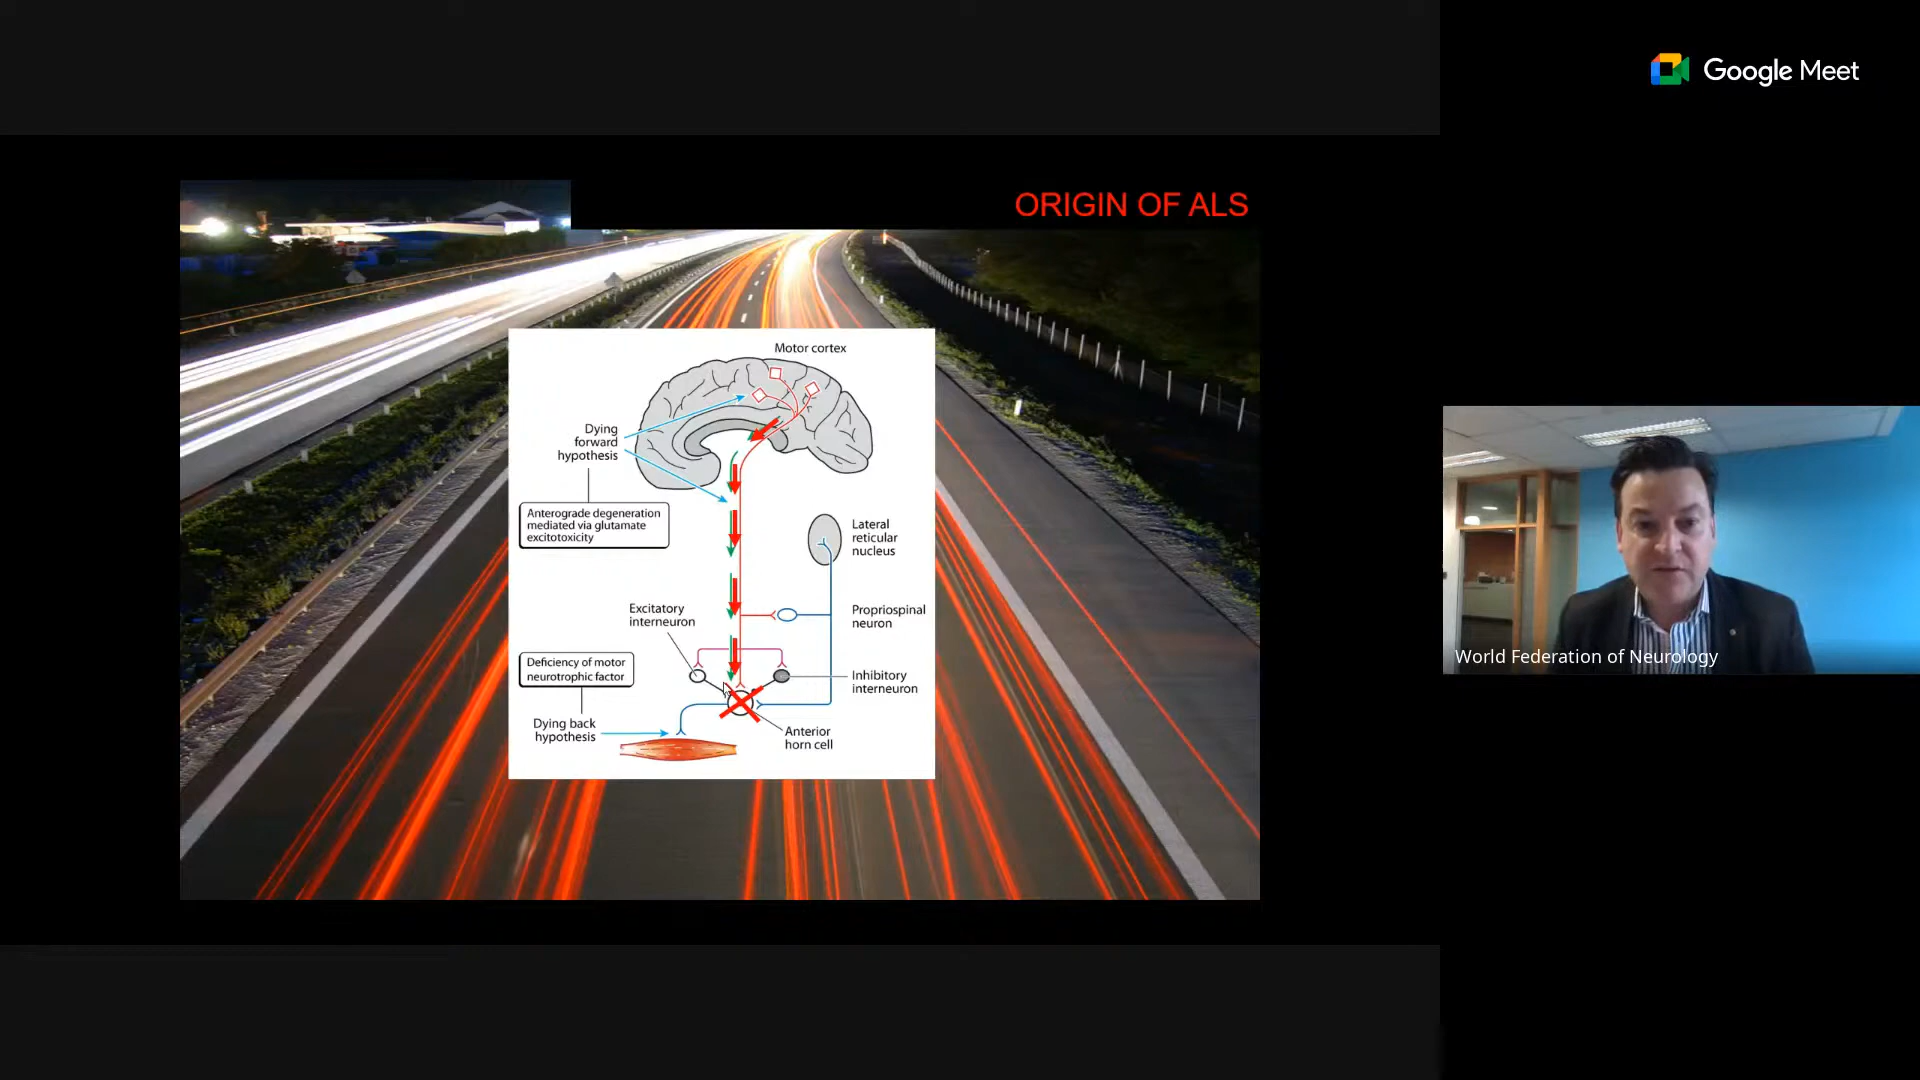 Google Meet
ORIGIN OF ALS
Motor cortex
Dying
forward
hypothesis
Anterograde degeneration
mediated via glutamate
excitotoxicity
Lateral
reticular
nucleus
Excitatory
interneuron
Propriospinal
neuron
Deficiency of motor
neurotrophic factor
Inhibitory
interneuron
Dying back
hypothesis
Anterior
horn cell
World Federation of Neurology